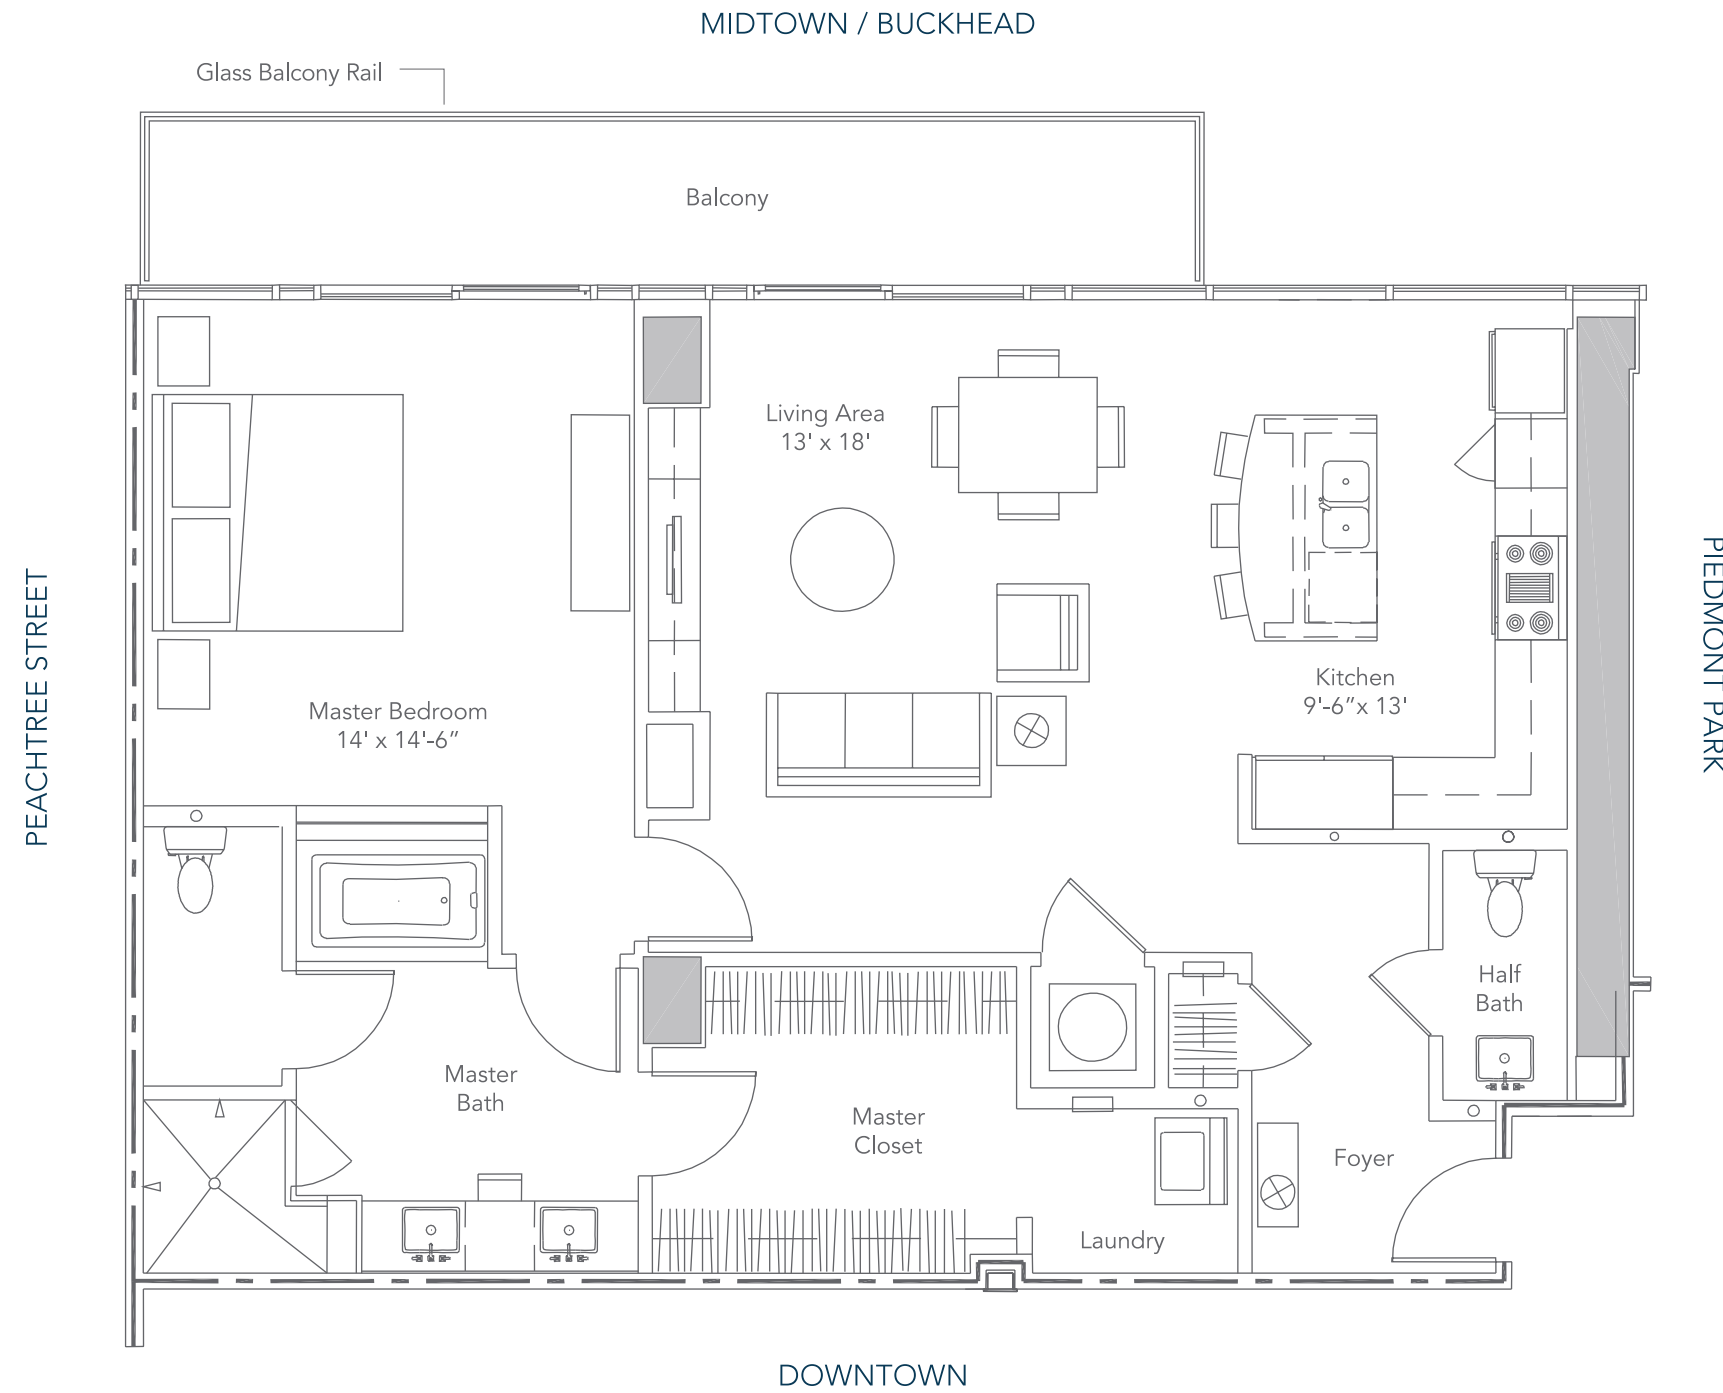 MIDTOWN / BUCKHEAD
Glass Balcony Rail
Balcony
Living Area
13' x 18'
PEACHTREE STREET
PIEDMONT PARK
Kitchen
9'-6”x 13'
Master Bedroom
14' x 14'-6”
Half
Bath
Master
Bath
Master
Closet
Foyer
Laundry
DOWNTOWN